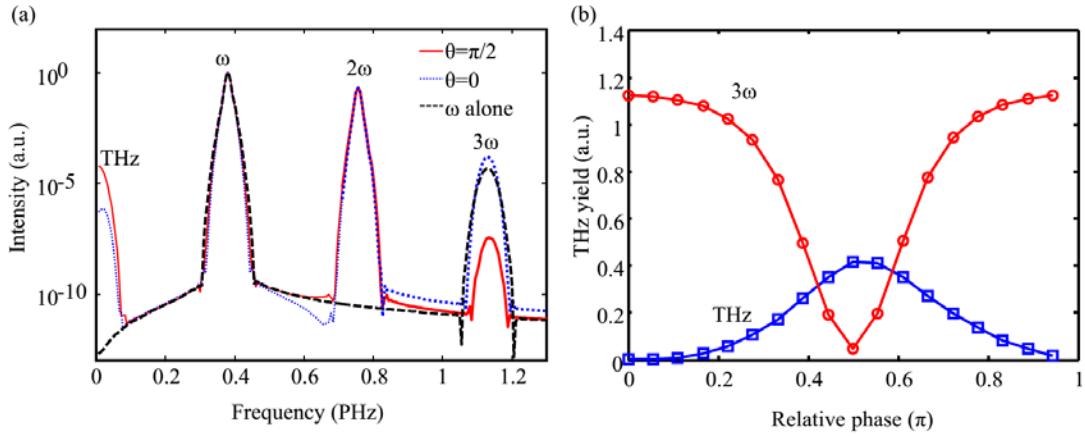 (a)
10^0
10^-5
10^-10
Intensity (a.u.)
THz
ω
2ω
3ω
θ=π/2
θ=0
ω alone
0
0.2
0.4
0.6
0.8
1
1.2
Frequency (PHz)
(b)
1.4
1.2
1.0
0.8
0.6
0.4
0.2
0
THz yield (a.u.)
3ω
THz
0
0.2
0.4
0.6
0.8
1
Relative phase (π)